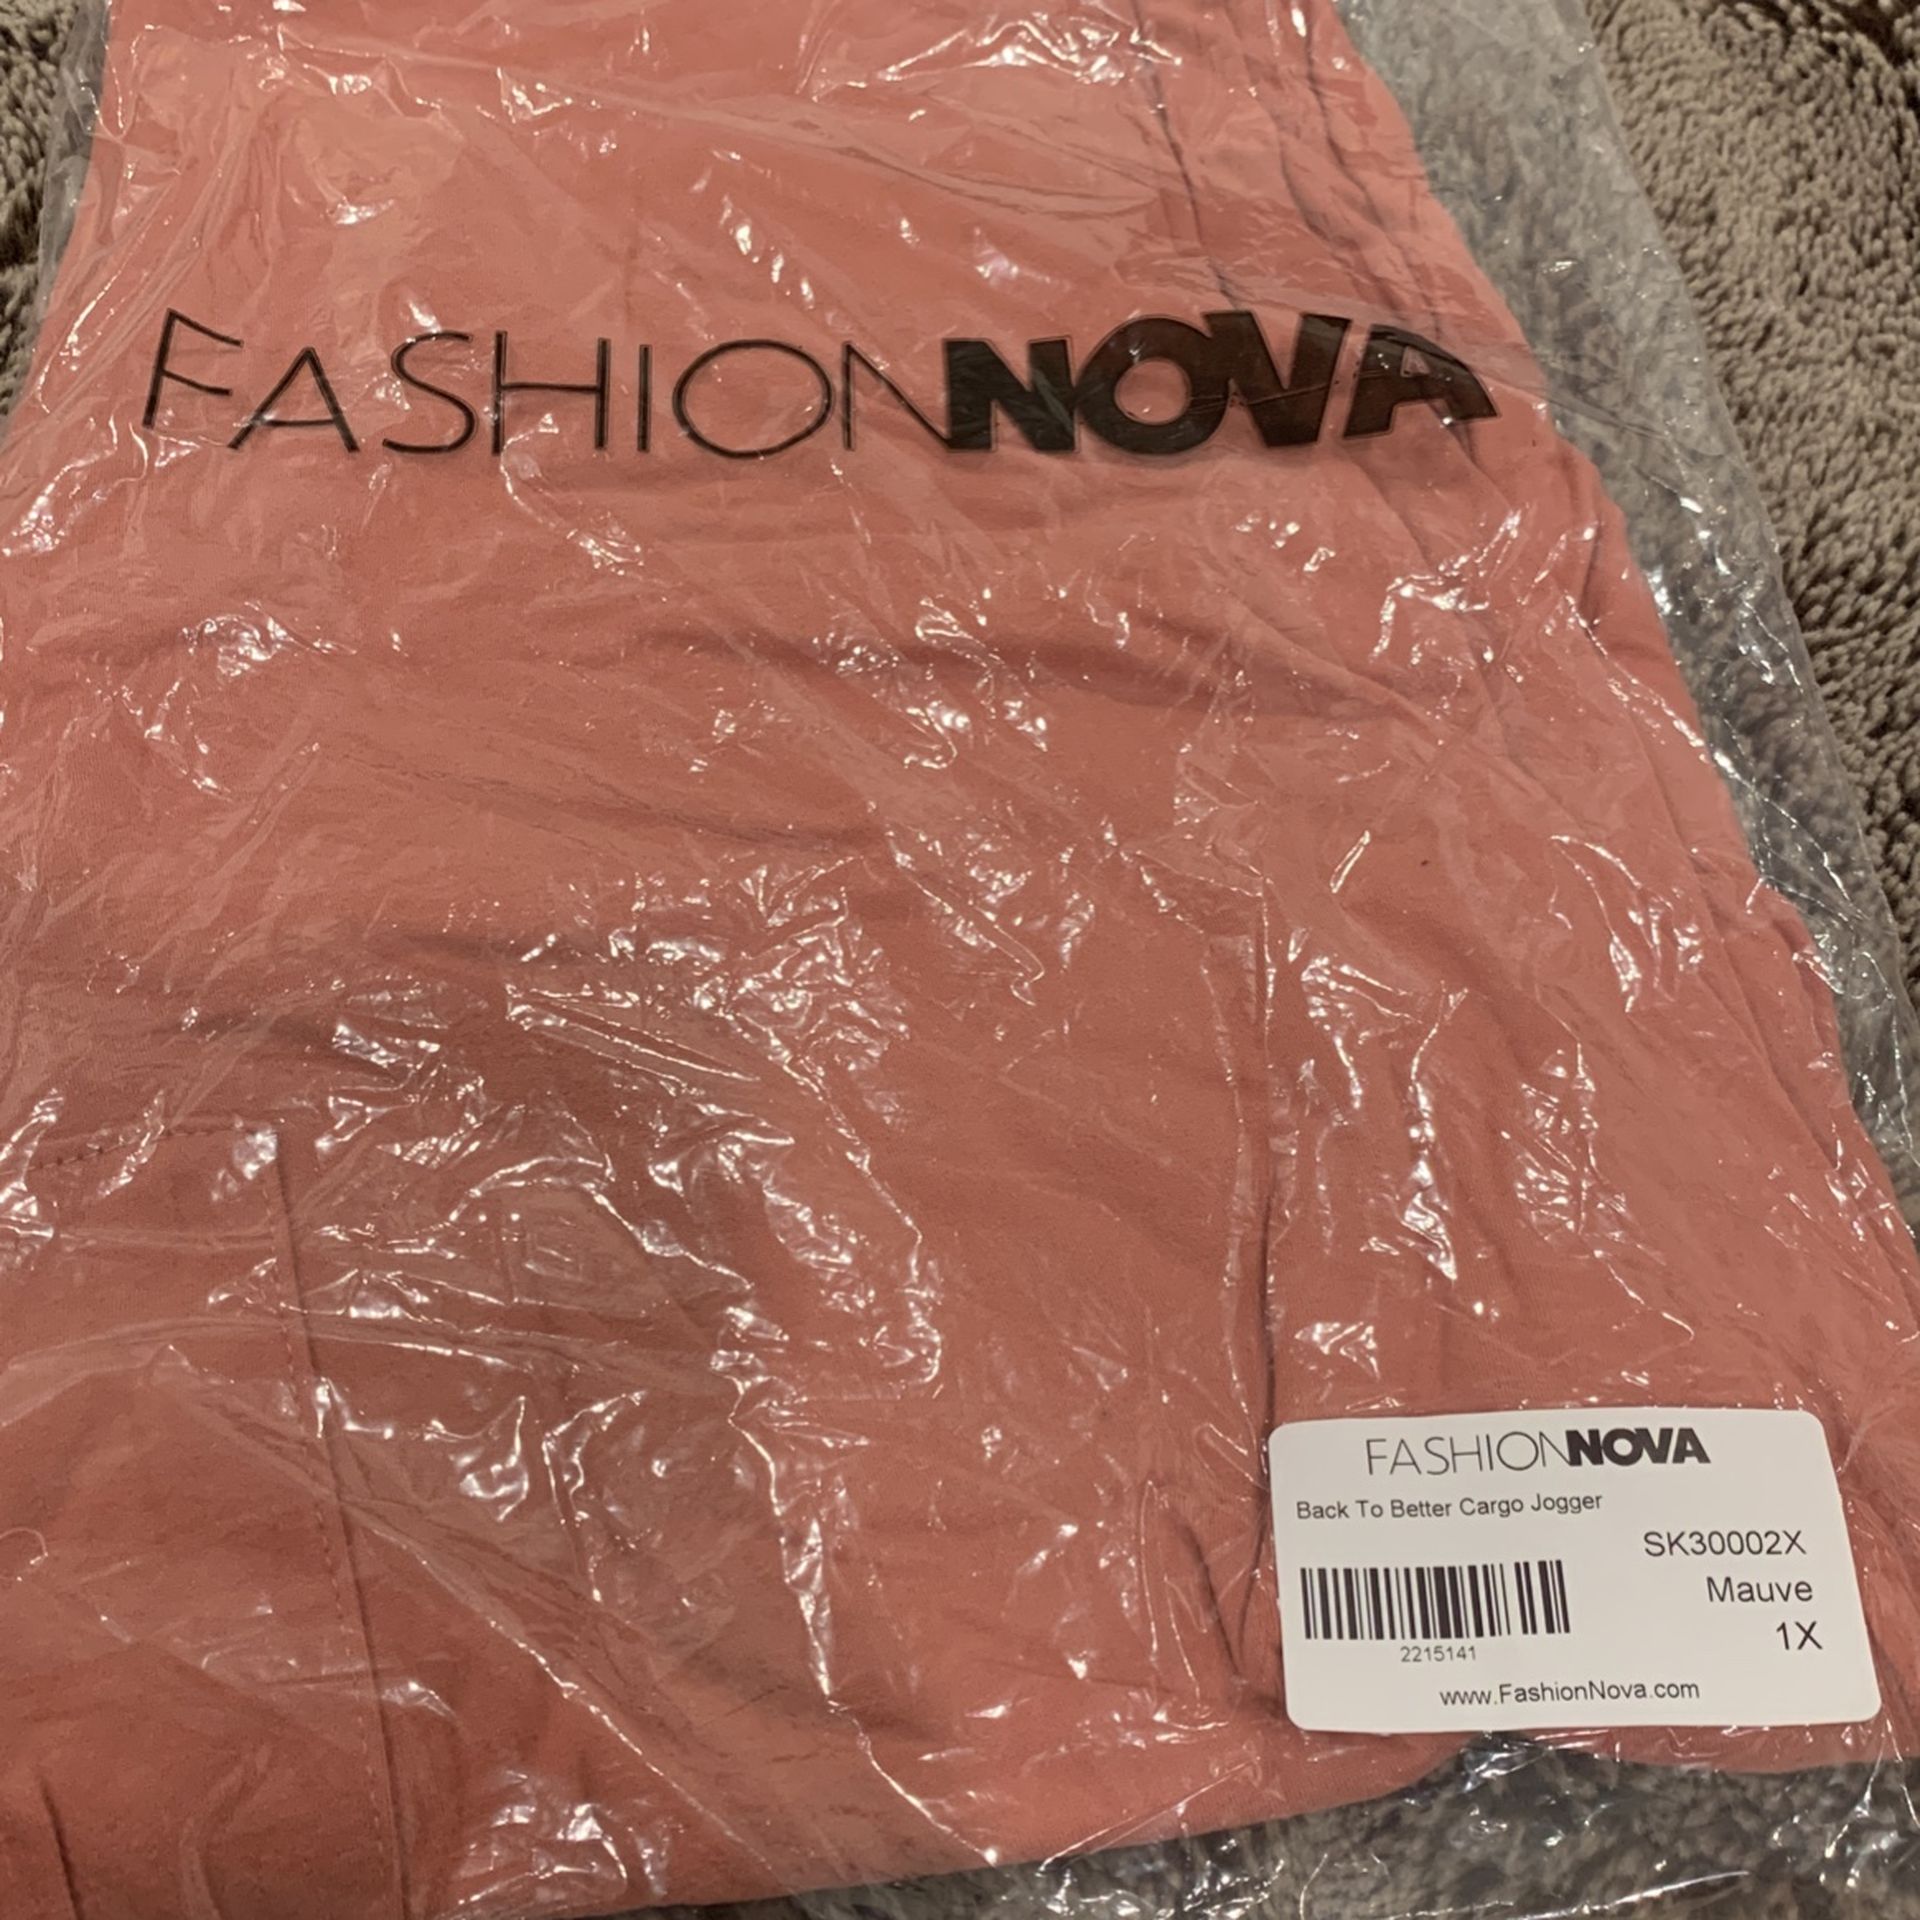 FASHIONNOVA
FASHIONNOVA
Back To Better Cargo Jogger
SK30002X
Mauve
1X
2215141
www.FashionNova.com